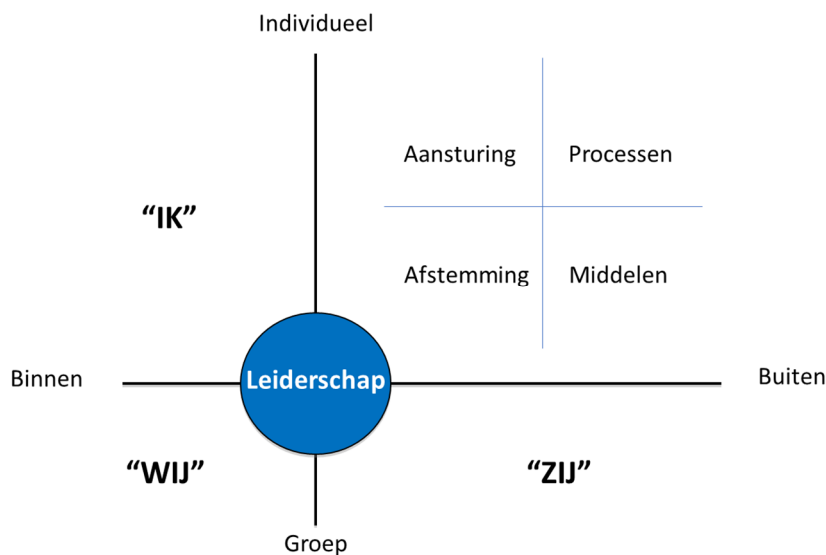 Individueel
Aansturing
Processen
“IK”
Afstemming
Middelen
Binnen
Leiderschap
Buiten
“WIJ”
“ZIJ”
Groep